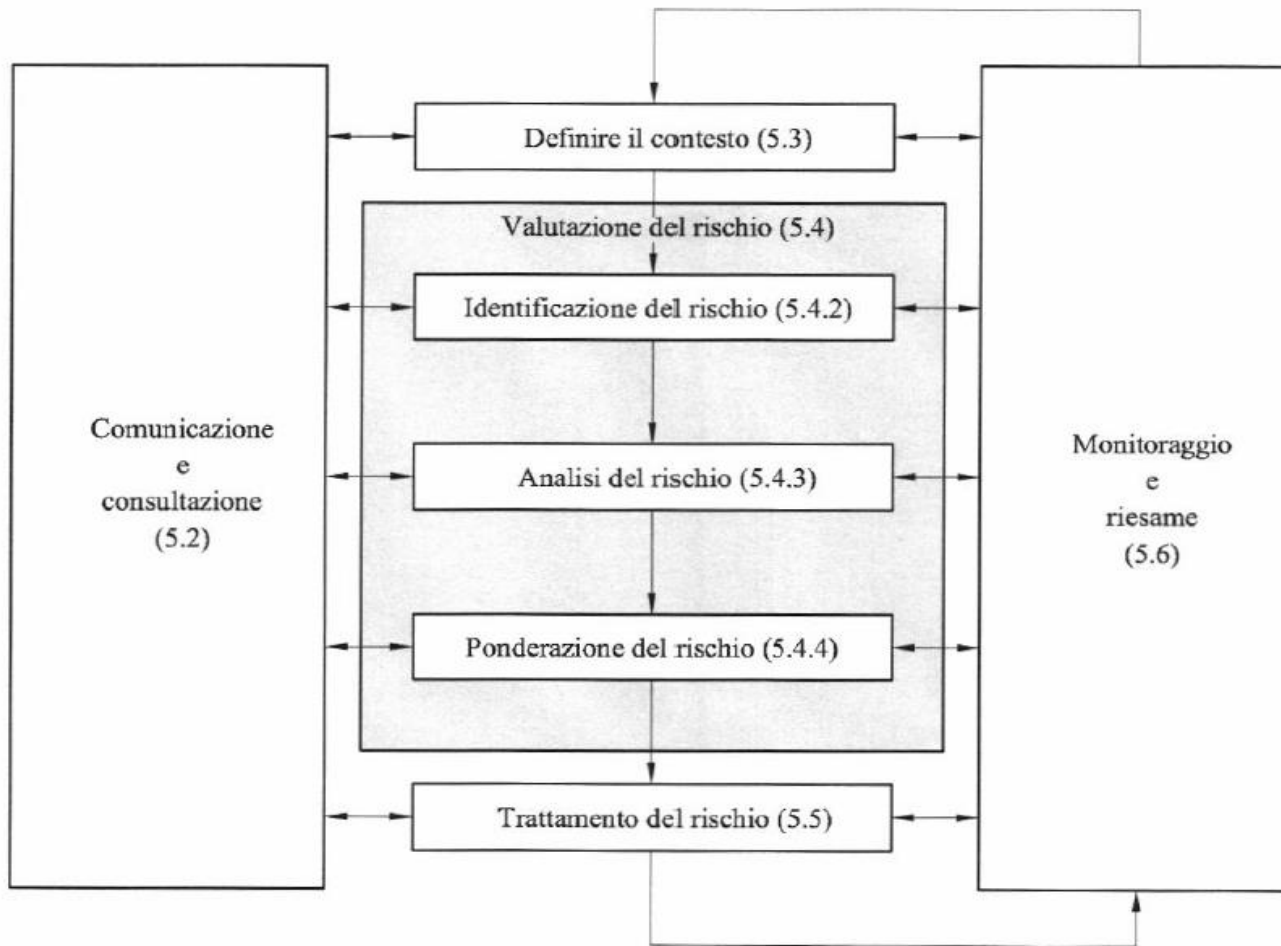 Definire il contesto (5.3)
Valutazione del rischio (5.4)
Identificazione del rischio (5.4.2)
Comunicazione
e
consultazione
(5.2)
Analisi del rischio (5.4.3)
Monitoraggio
e
riesame
(5.6)
Ponderazione del rischio (5.4.4)
Trattamento del rischio (5.5)